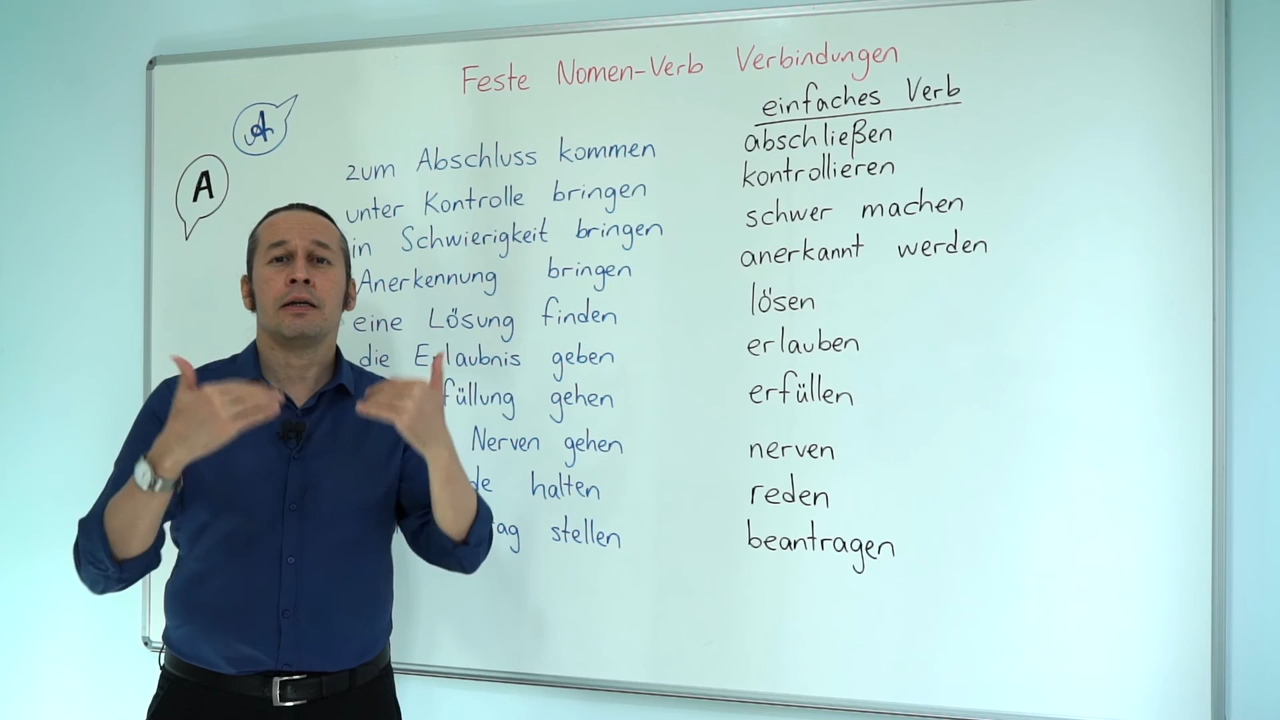 Feste Nomen-Verb Verbindungen
einfaches Verb
A
A
zum Abschluss kommen abschließen
unter Kontrolle bringen kontrollieren
in Schwierigkeit bringen schwer machen
Anerkennung bringen anerkannt werden
eine Lösung finden lösen
die Erlaubnis geben erlauben
füllung gehen erfüllen
Nerven gehen nerven
de halten reden
ag stellen beantragen